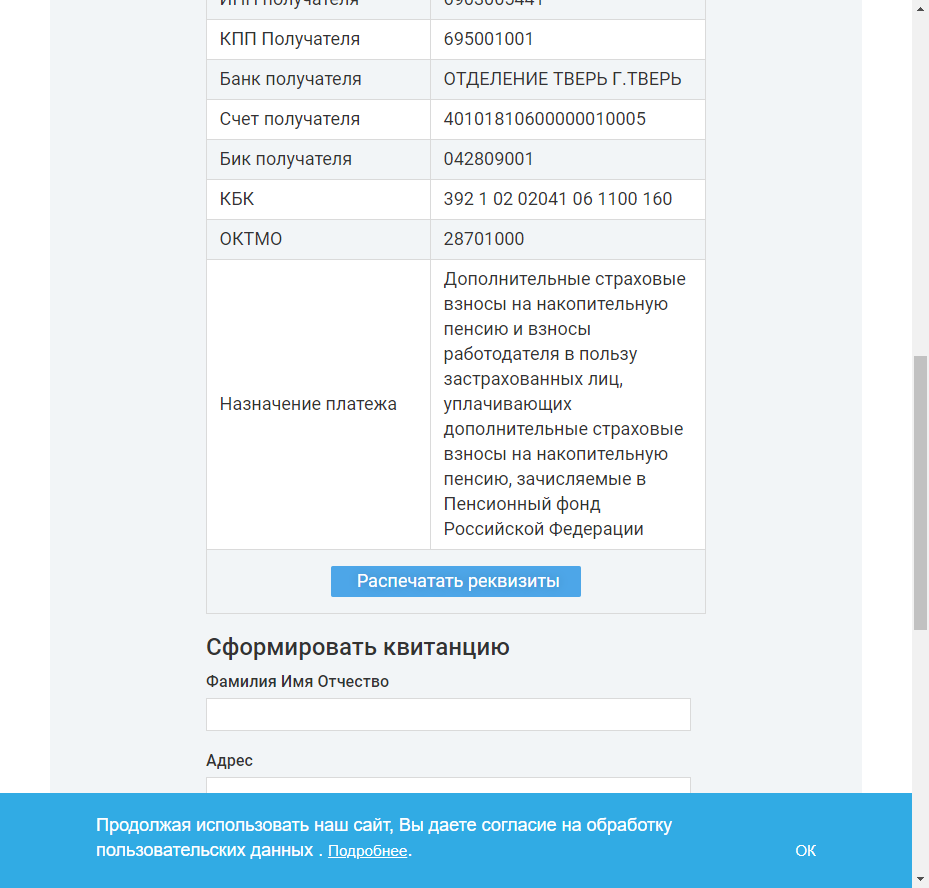 КПП Получателя 695001001
Банк получателя ОТДЕЛЕНИЕ ТВЕРЬ Г.ТВЕРЬ
Счет получателя 40101810600000010005
Бик получателя 042809001
КБК 392 1 02 02041 06 1100 160
ОКТМО 28701000
Назначение платежа
Дополнительные страховые
взносы на накопительную
пенсию и взносы
работодателя в пользу
застрахованных лиц,
уплачивающих
дополнительные страховые
взносы на накопительную
пенсию, зачисляемые в
Пенсионный фонд
Российской Федерации
Распечатать реквизиты
Сформировать квитанцию
Фамилия Имя Отчество
Адрес
Продолжая использовать наш сайт, Вы даете согласие на обработку
пользовательских данных . Подробнее.
ОК